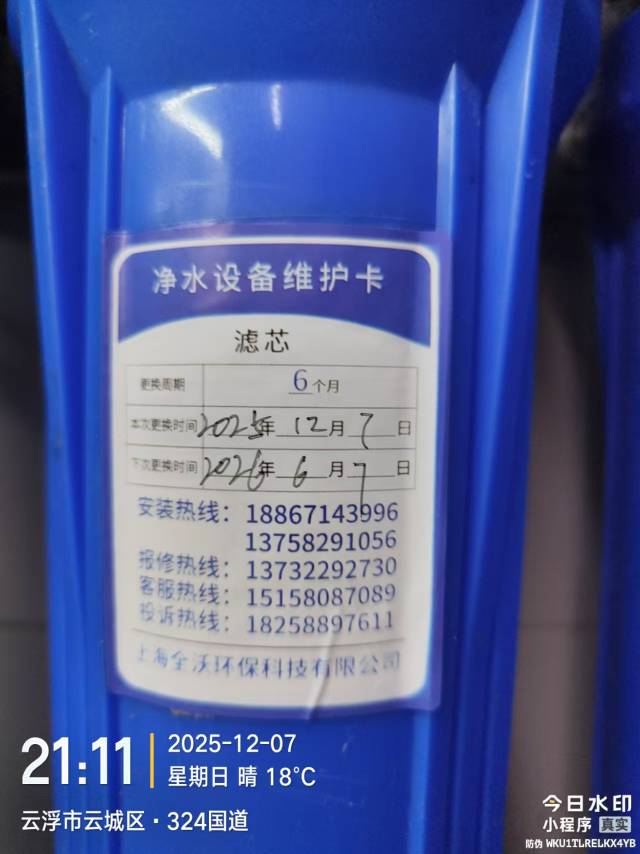 净水设备维护卡
滤芯
更换周期 6个月
本次更换时间 2025年 12月 7日
下次更换时间 2026年 6月 7日
安装热线：18867143996
13758291056
报修热线：13732292730
客服热线：15158087089
投诉热线：18258897611
上海全沃环保科技有限公司
21:11
2025-12-07
星期日 晴 18℃
云浮市云城区·324国道
今日水印
小程序 真实
防伪 WKU1TLRELKX4YB